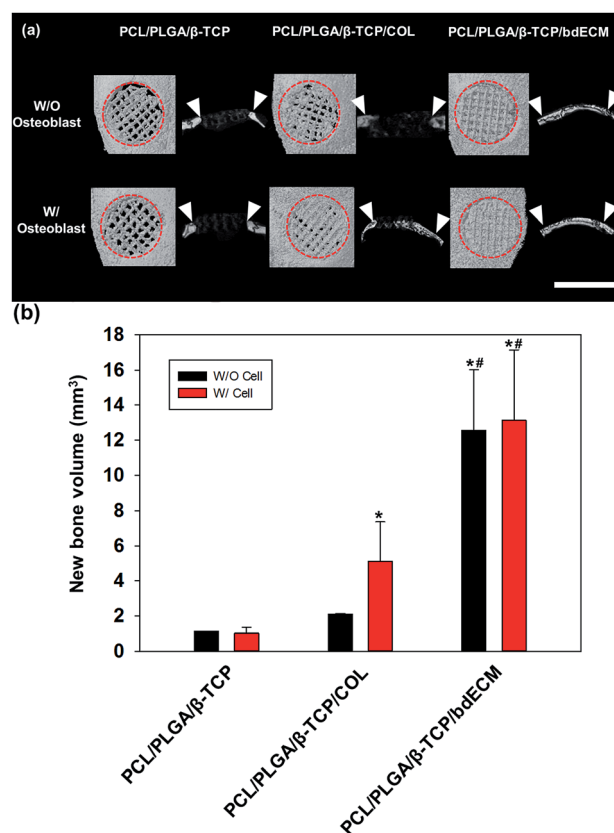 (a)
PCL/PLGA/β-TCP
PCL/PLGA/β-TCP/COL
PCL/PLGA/β-TCP/bdECM
W/O
Osteoblast
W/
Osteoblast
(b)
New bone volume (mm³)
18
16
14
12
10
8
6
4
2
0
W/O Cell
W/ Cell
*
*#
*#
PCL/PLGA/β-TCP
PCL/PLGA/β-TCP/COL
PCL/PLGA/β-TCP/bdECM